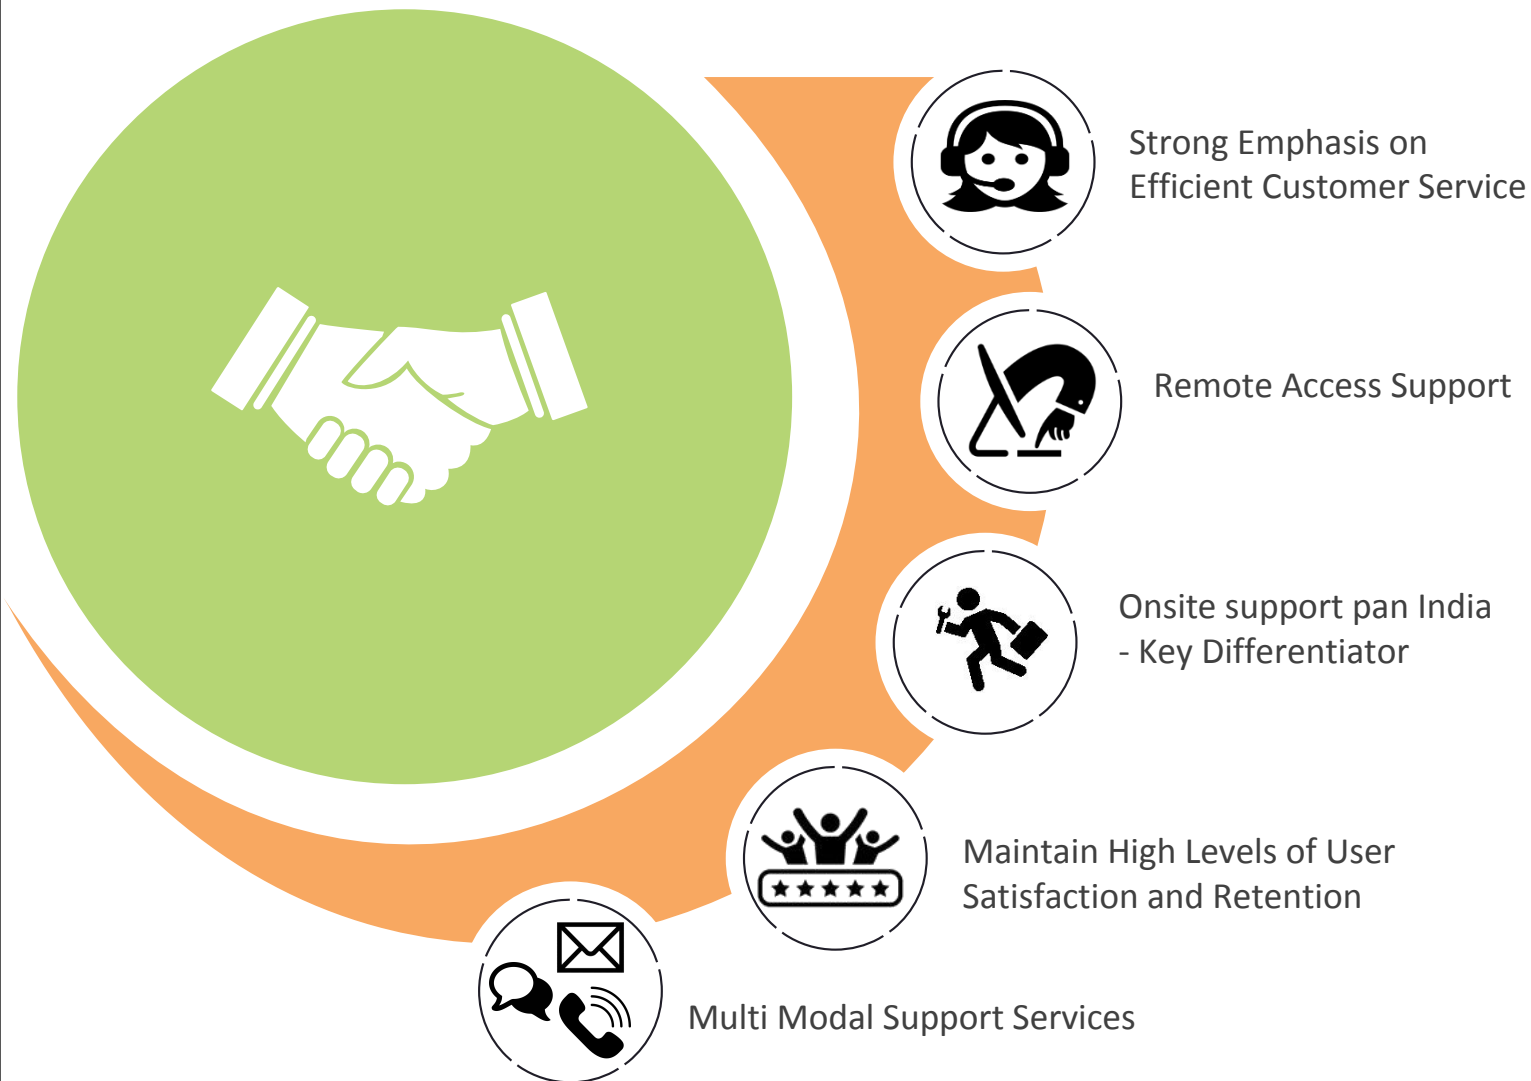 Strong Emphasis on
Efficient Customer Service
Remote Access Support
Onsite support pan India
- Key Differentiator
Maintain High Levels of User
Satisfaction and Retention
Multi Modal Support Services